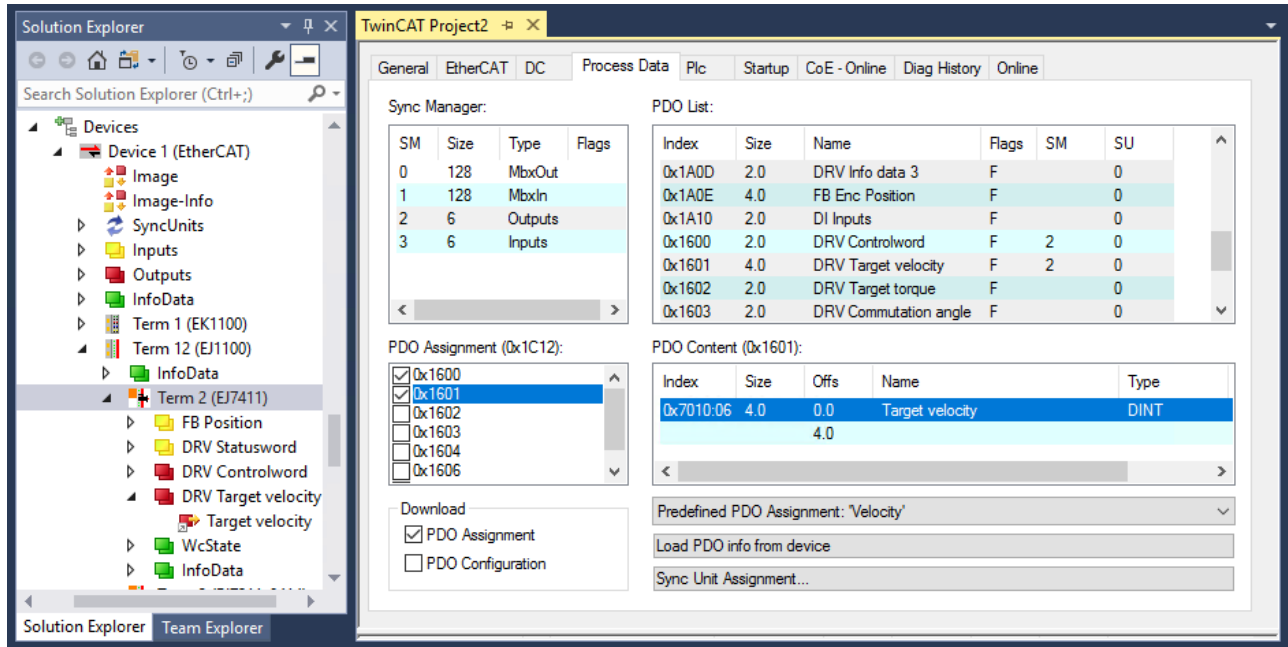 Solution Explorer
Search Solution Explorer (Ctrl+;)
Devices
Device 1 (EtherCAT)
Image
Image-Info
SyncUnits
Inputs
Outputs
InfoData
Term 1 (EK1100)
Term 12 (EJ1100)
InfoData
Term 2 (EJ7411)
FB Position
DRV Statusword
DRV Controlword
DRV Target velocity
Target velocity
WcState
InfoData
Solution Explorer Team Explorer
TwinCAT Project2
General EtherCAT DC Process Data Plc Startup CoE - Online Diag History Online
Sync Manager:
SM Size Type Flags
0 128 MbxOut
1 128 MbxIn
2 6 Outputs
3 6 Inputs
PDO List:
Index Size Name Flags SM SU
0x1A0D 2.0 DRV Info data 3 F 0
0x1A0E 4.0 FB Enc Position F 0
0x1A10 2.0 DI Inputs F 0
0x1600 2.0 DRV Controlword F 2 0
0x1601 4.0 DRV Target velocity F 2 0
0x1602 2.0 DRV Target torque F 0
0x1603 2.0 DRV Commutation angle F 0
PDO Assignment (0x1C12):
0x1600
0x1601
0x1602
0x1603
0x1604
0x1606
PDO Content (0x1601):
Index Size Offs Name Type
0x7010:06 4.0 0.0 Target velocity DINT
4.0
Download
PDO Assignment
PDO Configuration
Predefined PDO Assignment: 'Velocity'
Load PDO info from device
Sync Unit Assignment...